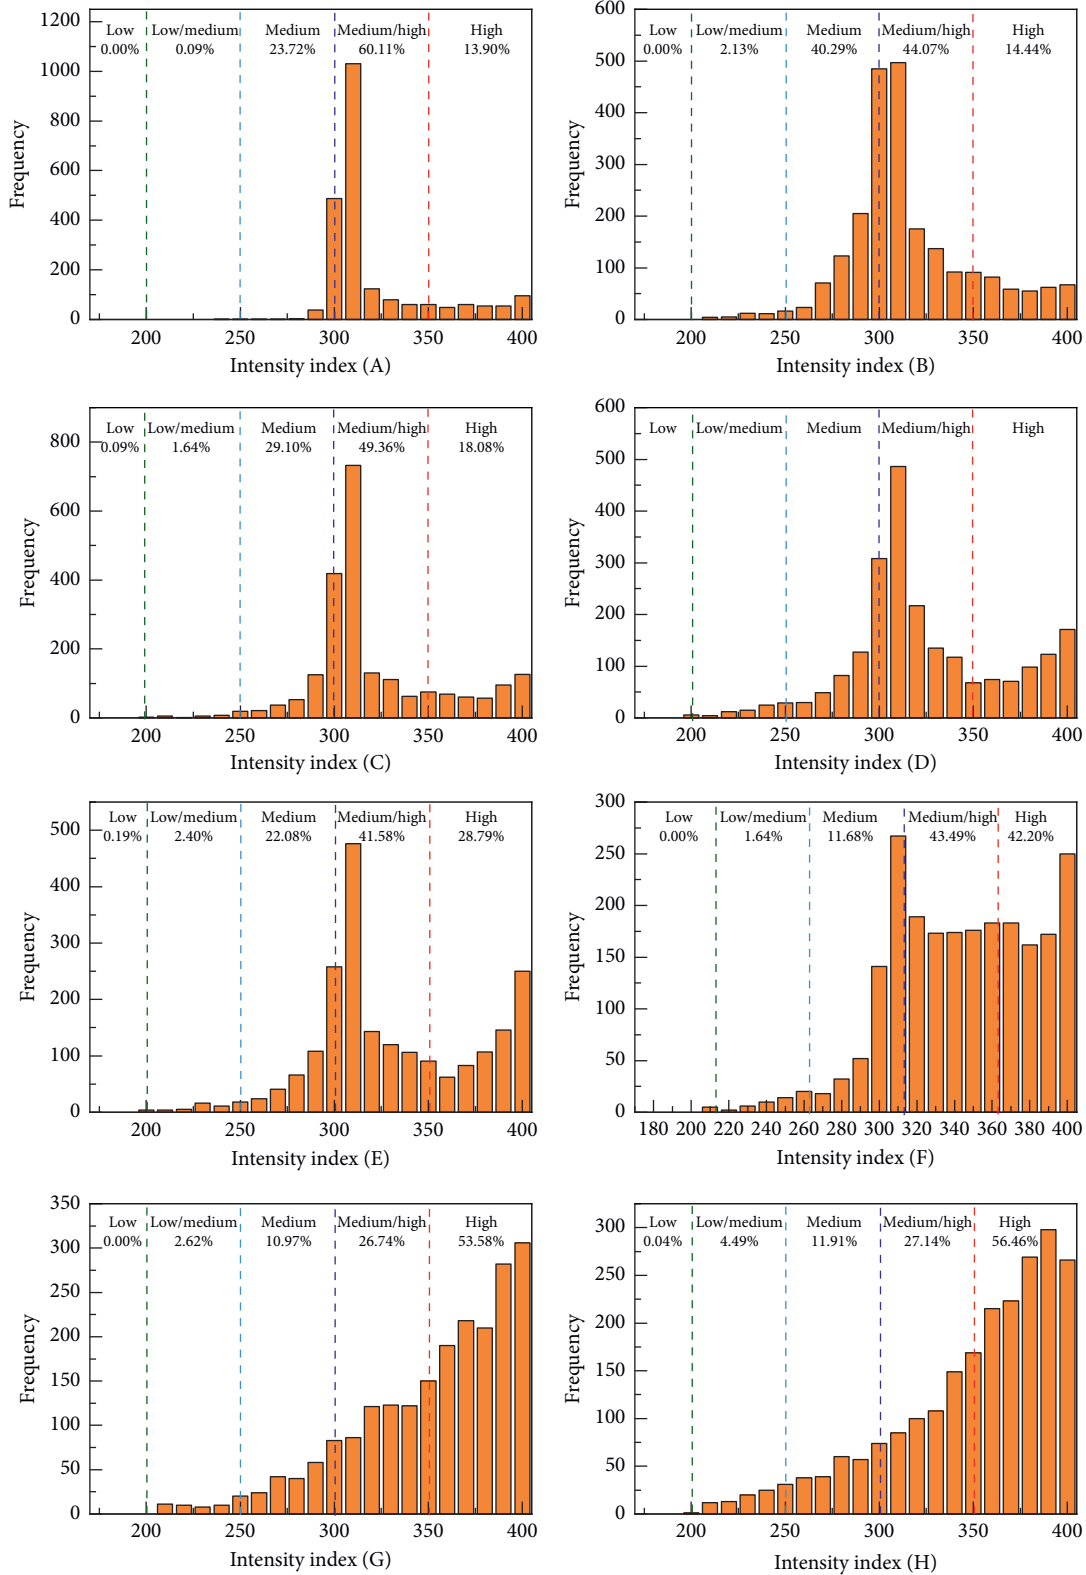 Low Low/medium Medium Medium/high High
0.00% 0.09% 23.72% 60.11% 13.90%
1200
1000
800
600
400
200
0
Frequency
200 250 300 350 400
Intensity index (A)
Low Low/medium Medium Medium/high High
0.00% 2.13% 40.29% 44.07% 14.44%
600
500
400
300
200
100
0
Frequency
200 250 300 350 400
Intensity index (B)
Low Low/medium Medium Medium/high High
0.09% 1.64% 29.10% 49.36% 18.08%
800
600
400
200
0
Frequency
200 250 300 350 400
Intensity index (C)
Low Low/medium Medium Medium/high High
600
500
400
300
200
100
0
Frequency
200 250 300 350 400
Intensity index (D)
Low Low/medium Medium Medium/high High
0.19% 2.40% 22.08% 41.58% 28.79%
500
400
300
200
100
0
Frequency
200 250 300 350 400
Intensity index (E)
Low Low/medium Medium Medium/high High
0.00% 1.64% 11.68% 43.49% 42.20%
300
250
200
150
100
50
0
Frequency
180 200 220 240 260 280 300 320 340 360 380 400
Intensity index (F)
Low Low/medium Medium Medium/high High
0.00% 2.62% 10.97% 26.74% 53.58%
350
300
250
200
150
100
50
0
Frequency
200 250 300 350 400
Intensity index (G)
Low Low/medium Medium Medium/high High
0.04% 4.49% 11.91% 27.14% 56.46%
300
250
200
150
100
50
0
Frequency
200 250 300 350 400
Intensity index (H)